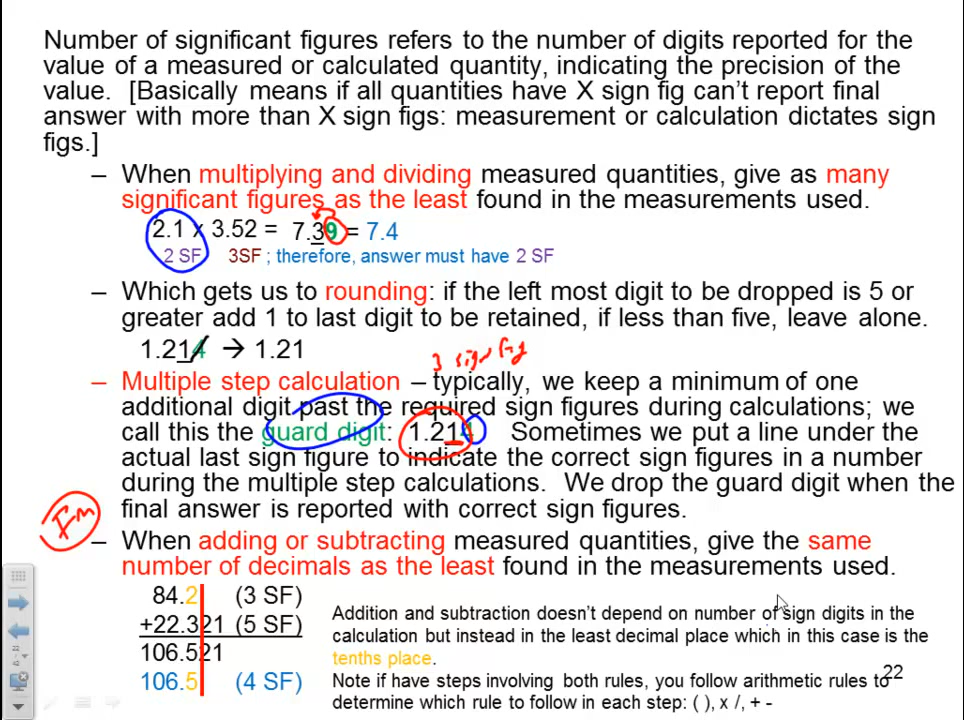 Number of significant figures refers to the number of digits reported for the
value of a measured or calculated quantity, indicating the precision of the
value. [Basically means if all quantities have X sign fig can't report final
answer with more than X sign figs: measurement or calculation dictates sign
figs.]
– When multiplying and dividing measured quantities, give as many
significant figures as the least found in the measurements used.
2.1 x 3.52 = 7.39 = 7.4
2 SF 3SF ; therefore, answer must have 2 SF
– Which gets us to rounding: if the left most digit to be dropped is 5 or
greater add 1 to last digit to be retained, if less than five, leave alone.
1.214 → 1.21
3 sign fig
– Multiple step calculation – typically, we keep a minimum of one
additional digit past the required sign figures during calculations; we
call this the guard digit: 1.214 Sometimes we put a line under the
actual last sign figure to indicate the correct sign figures in a number
during the multiple step calculations. We drop the guard digit when the
final answer is reported with correct sign figures.
– When adding or subtracting measured quantities, give the same
number of decimals as the least found in the measurements used.
84.2 (3 SF)
+22.321 (5 SF)
106.521
106.5 (4 SF)
Addition and subtraction doesn't depend on number of sign digits in the
calculation but instead in the least decimal place which in this case is the
tenths place.
Note if have steps involving both rules, you follow arithmetic rules to
determine which rule to follow in each step: ( ), x /, + -
22